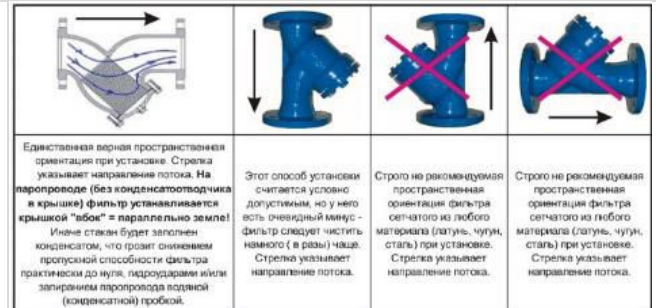 Единственная верная пространственная
ориентация при установке. Стрелка
указывает направление потока. На
паропроводе (без конденсатоотводчика
в крышке) фильтр устанавливается
крышкой "вбок" = параллельно земле!
Иначе стакан будет заполнен
конденсатом, что грозит снижением
пропускной способности фильтра
практически до нуля, гидроударами и/или
запиранием паропровода водяной
(конденсатной) пробкой.
Этот способ установки
считается условно
допустимым, но у него
есть очевидный минус -
фильтр следует чистить
намного ( в разы) чаще.
Стрелка указывает
направление потока.
Строго не рекомендуемая
пространственная
ориентация фильтра
сетчатого из любого
материала (латунь, чугун,
сталь) при установке.
Стрелка указывает
направление потока.
Строго не рекомендуемая
пространственная
ориентация фильтра
сетчатого из любого
материала (латунь, чугун,
сталь) при установке.
Стрелка указывает
направление потока.